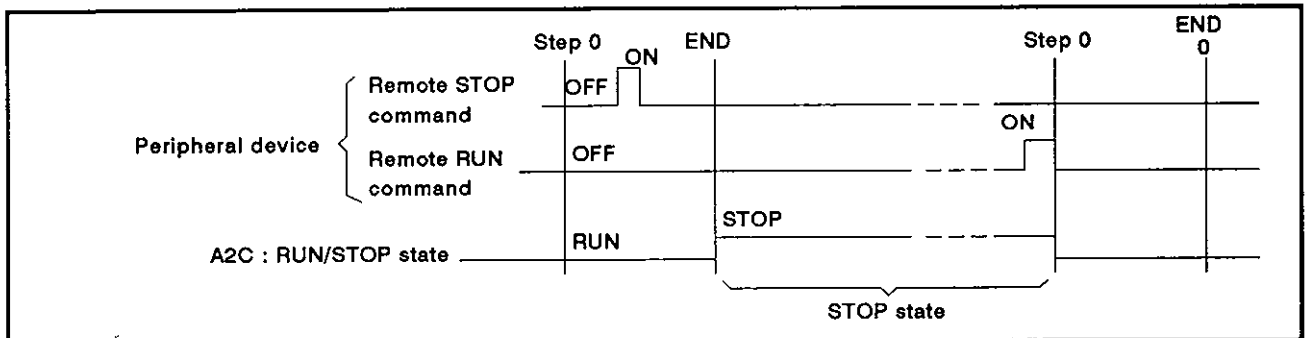 Step 0 END Step 0 END 0
ON
Remote STOP command OFF
Peripheral device
ON
Remote RUN command OFF
STOP
A2C : RUN/STOP state RUN
STOP state